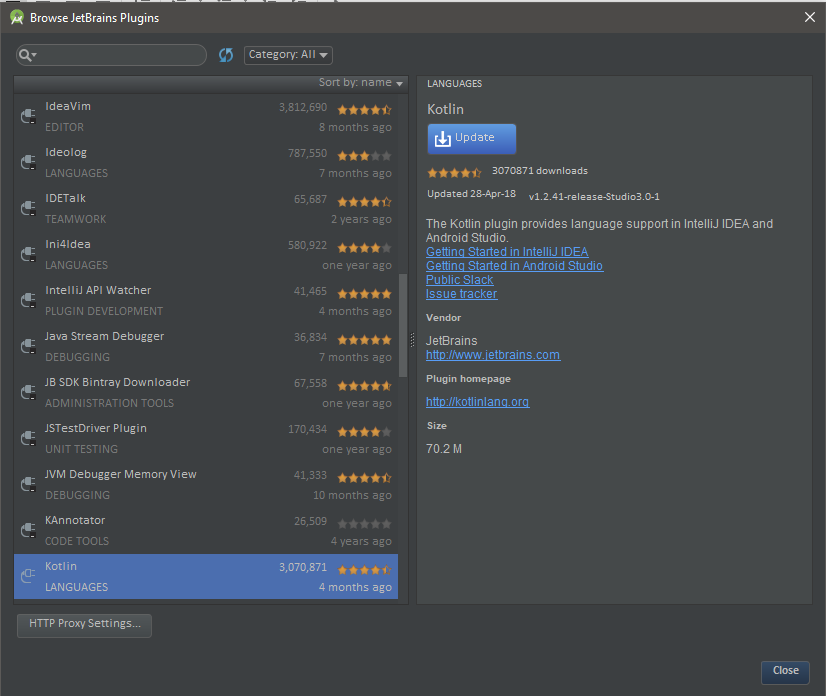 Browse JetBrains Plugins
Category: All
Sort by: name
IdeaVim 3,812,690
EDITOR 8 months ago
Ideolog 787,550
LANGUAGES 7 months ago
IDETalk 65,687
TEAMWORK 2 years ago
Ini4Idea 580,922
LANGUAGES one year ago
IntelliJ API Watcher 41,465
PLUGIN DEVELOPMENT 4 months ago
Java Stream Debugger 36,834
DEBUGGING 7 months ago
JB SDK Bintray Downloader 67,558
ADMINISTRATION TOOLS one year ago
JSTestDriver Plugin 170,434
UNIT TESTING one year ago
JVM Debugger Memory View 41,333
DEBUGGING 10 months ago
KAnnotator 26,509
CODE TOOLS 4 years ago
Kotlin 3,070,871
LANGUAGES 4 months ago
LANGUAGES
Kotlin
Update
3070871 downloads
Updated 28-Apr-18 v1.2.41-release-Studio3.0-1
The Kotlin plugin provides language support in IntelliJ IDEA and
Android Studio.
Getting Started in IntelliJ IDEA
Getting Started in Android Studio
Public Slack
Issue tracker
Vendor
JetBrains
http://www.jetbrains.com
Plugin homepage
http://kotlinlang.org
Size
70.2 M
HTTP Proxy Settings...
Close